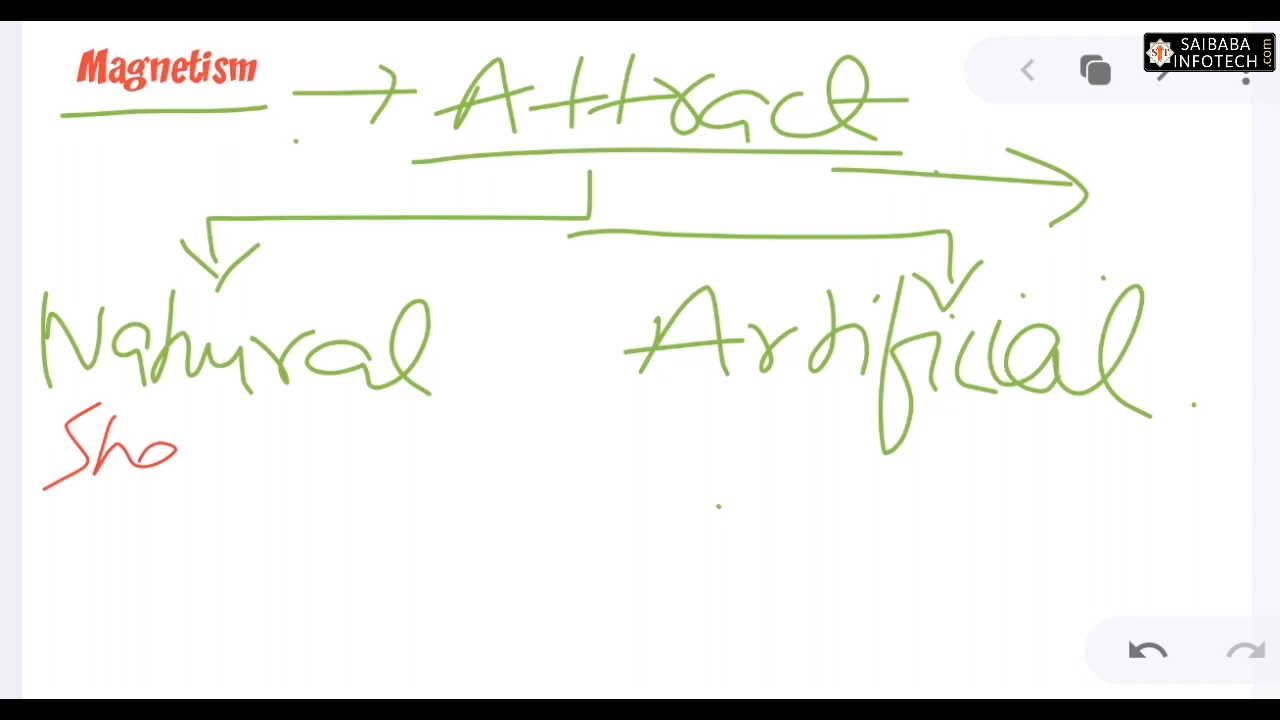 Magnetism → Attract
Natural Artificial
Sho
SAIBABA
INFOTECH.com